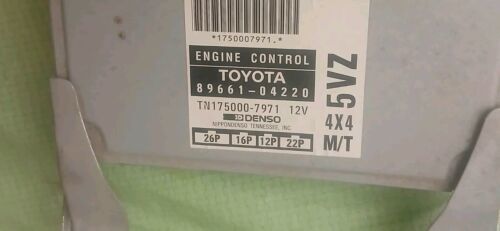 *1750007971.*
ENGINE CONTROL
TOYOTA
89661-04220
TN175000-7971 12V
DENSO
NIPPONDENSO TENNESSEE, INC.
26P 16P 12P 22P
5VZ
4X4
M/T